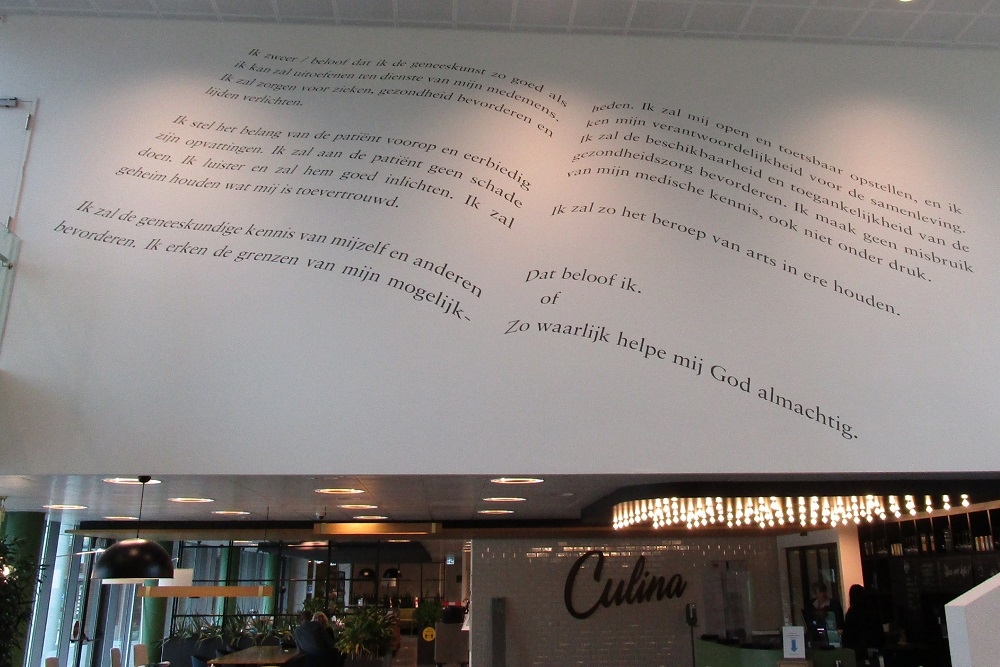 Ik zweer / beloof dat ik de geneeskunst zo goed als
ik kan zal uitoefenen ten dienste van mijn medemens.
Ik zal zorgen voor zieken, gezondheid bevorderen en
lijden verlichten.
Ik stel het belang van de patiënt voorop en eerbiedig
zijn opvattingen. Ik zal aan de patiënt geen schade
doen. Ik luister en zal hem goed inlichten. Ik zal
geheim houden wat mij is toevertrouwd.
Ik zal de geneeskundige kennis van mijzelf en anderen
bevorderen. Ik erken de grenzen van mijn mogelijk-
heden. Ik zal mij open en toetsbaar opstellen, en ik
ken mijn verantwoordelijkheid voor de samenleving.
Ik zal de beschikbaarheid en toegankelijkheid van de
gezondheidszorg bevorderen. Ik maak geen misbruik
van mijn medische kennis, ook niet onder druk.
Ik zal zo het beroep van arts in ere houden.
Dat beloof ik.
of
Zo waarlijk helpe mij God almachtig.
Culina